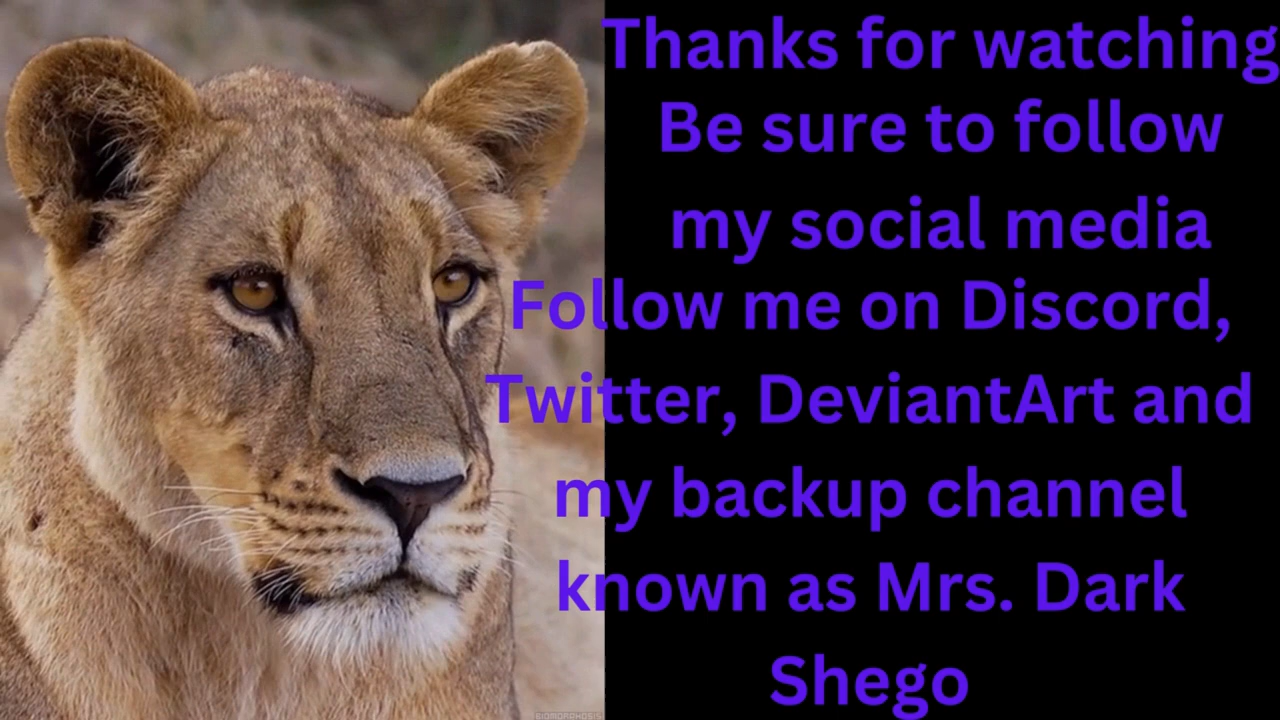 Thanks for watching
Be sure to follow
my social media
Follow me on Discord,
Twitter, DeviantArt and
my backup channel
known as Mrs. Dark
Shego
BIOMORPHOSIS